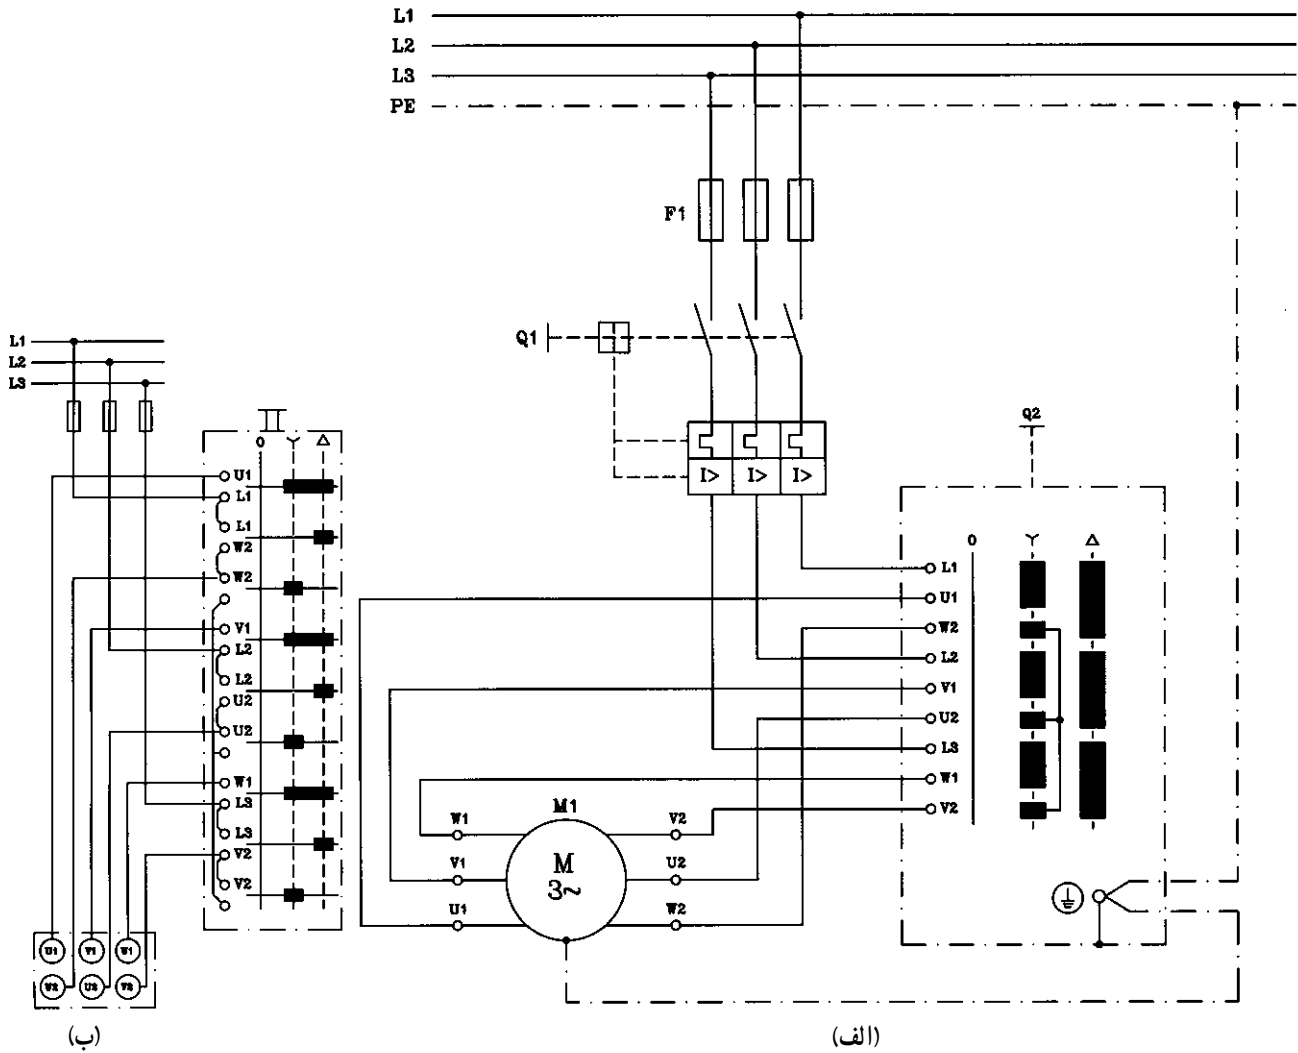 L1
L2
L3
PE
F1
Q1
I> I> I>
Q2
0 Y Δ
L1
U1
W2
L2
V1
U2
L3
W1
V2
M1
M
3~
W1
V1
U1
V2
U2
W2
(الف)
L1
L2
L3
II
0 Y Δ
U1
L1
L1
W2
W2
V1
L2
L2
U2
U2
W1
L3
L3
V2
V2
U1 V1 W1
W2 U2 V2
(ب)